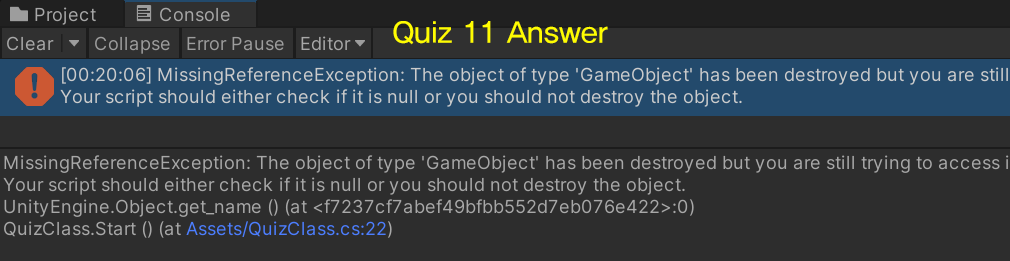 Project Console
Quiz 11 Answer
Clear Collapse Error Pause Editor
[00:20:06] MissingReferenceException: The object of type 'GameObject' has been destroyed but you are still
Your script should either check if it is null or you should not destroy the object.
MissingReferenceException: The object of type 'GameObject' has been destroyed but you are still trying to access i
Your script should either check if it is null or you should not destroy the object.
UnityEngine.Object.get_name () (at <f7237cf7abef49bfbb552d7eb076e422>:0)
QuizClass.Start () (at Assets/QuizClass.cs:22)